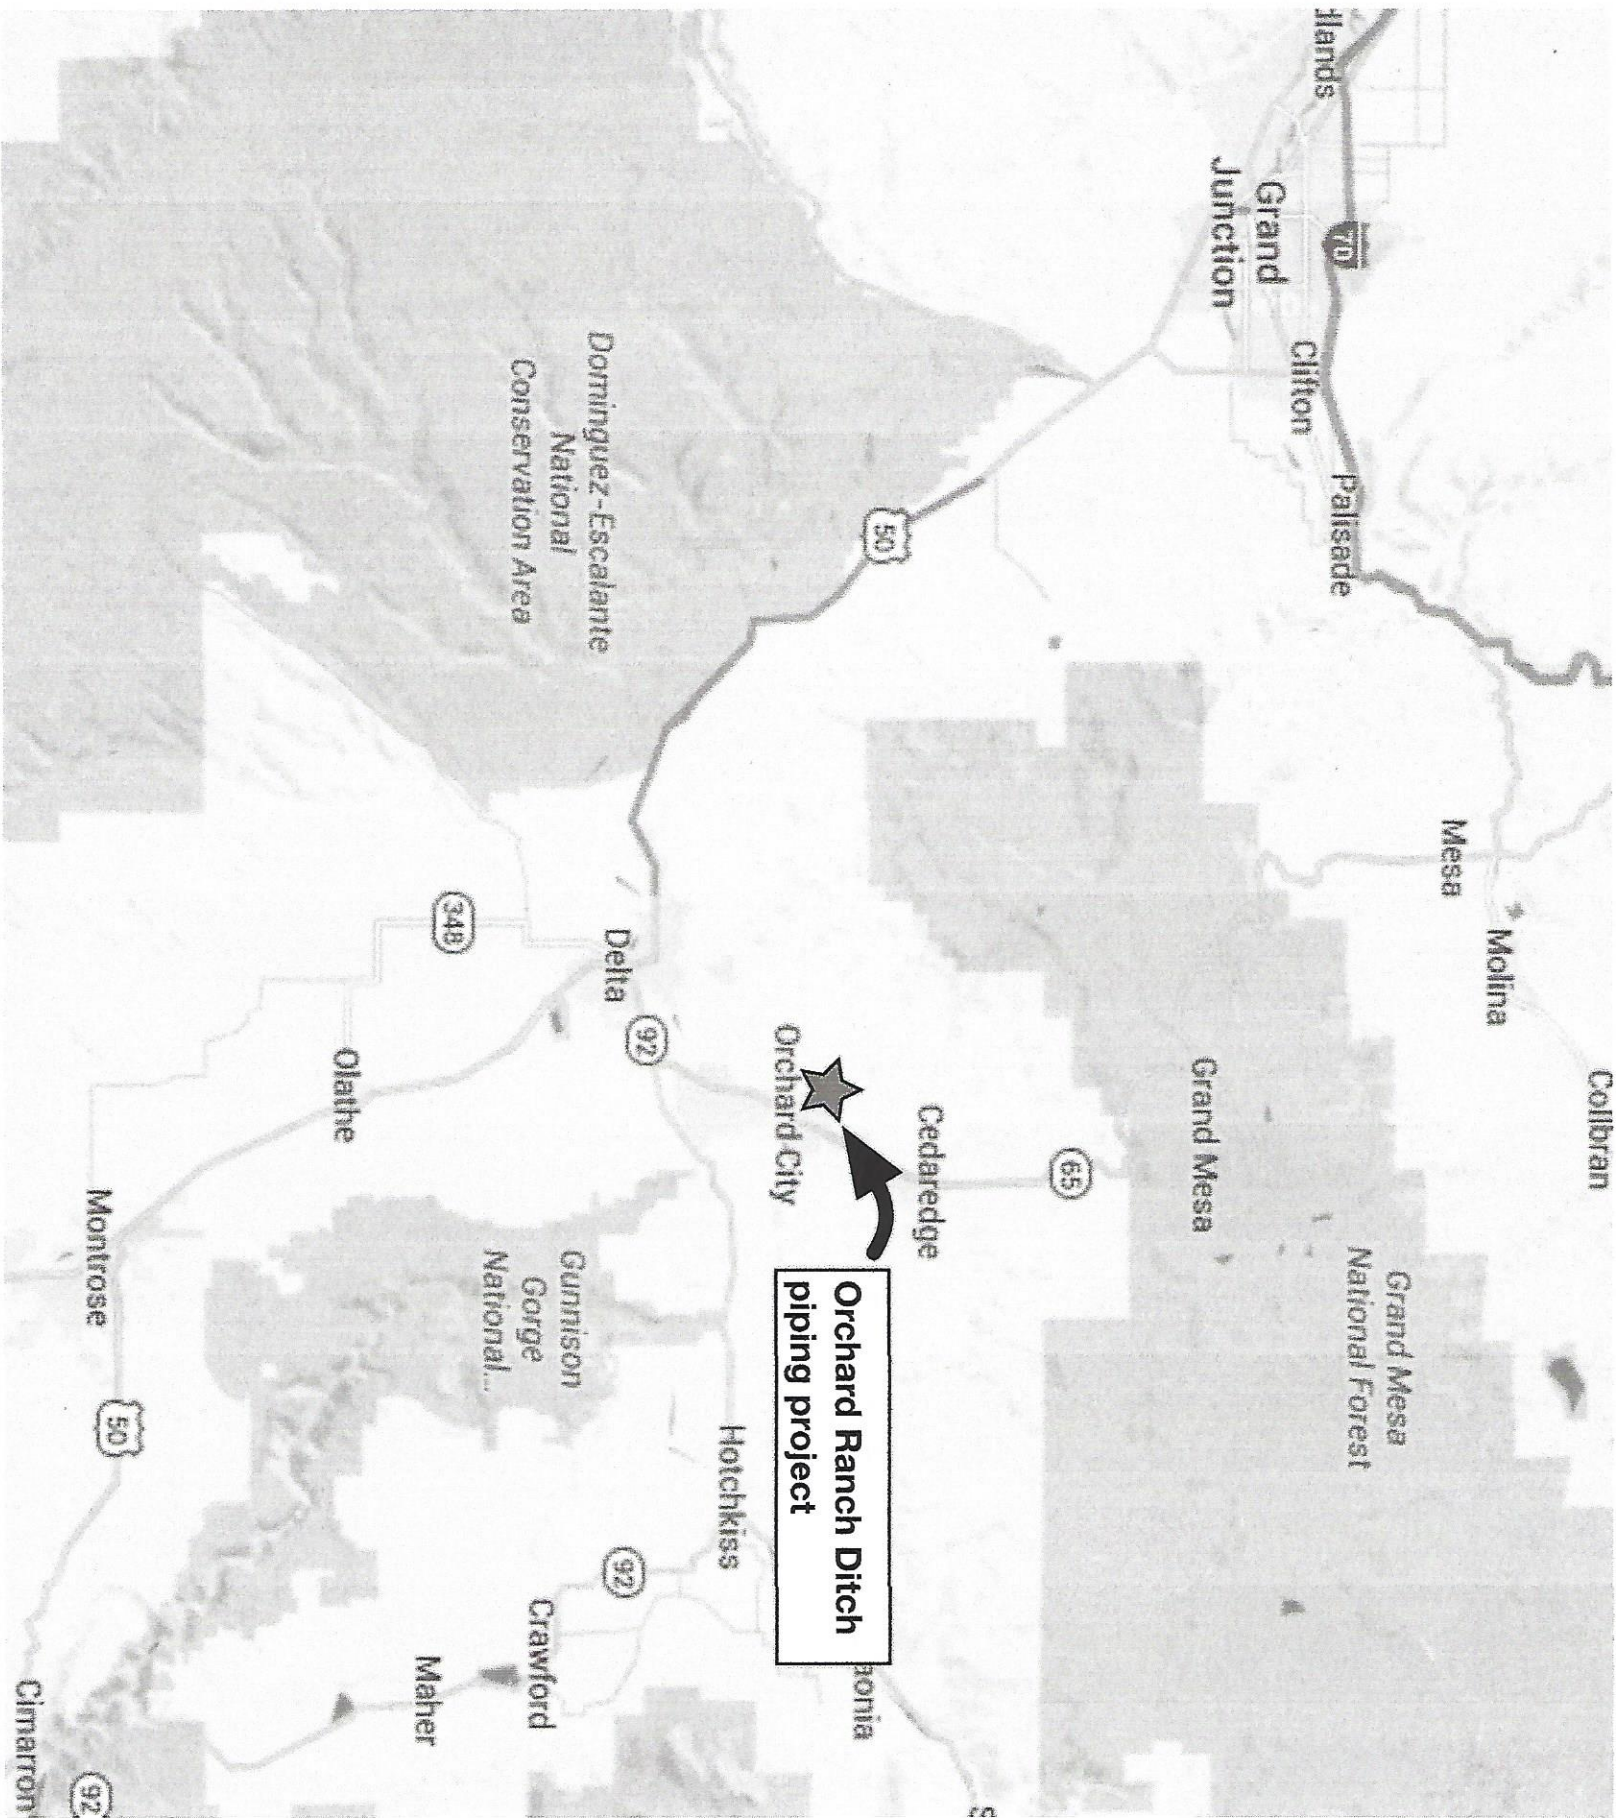 dlands
70
Grand
Junction
Clifton
Palisade
Mesa
Molina
Collbran
50
Dominguez-Escalante
National
Conservation Area
Grand Mesa
Grand Mesa
National Forest
65
Cedaredge
Orchard City
Orchard Ranch Ditch
piping project
Delta
92
348
Olathe
Gunnison
Gorge
National...
Hotchkiss
aonia
92
Crawford
Maher
Montrose
50
Cimarron
92